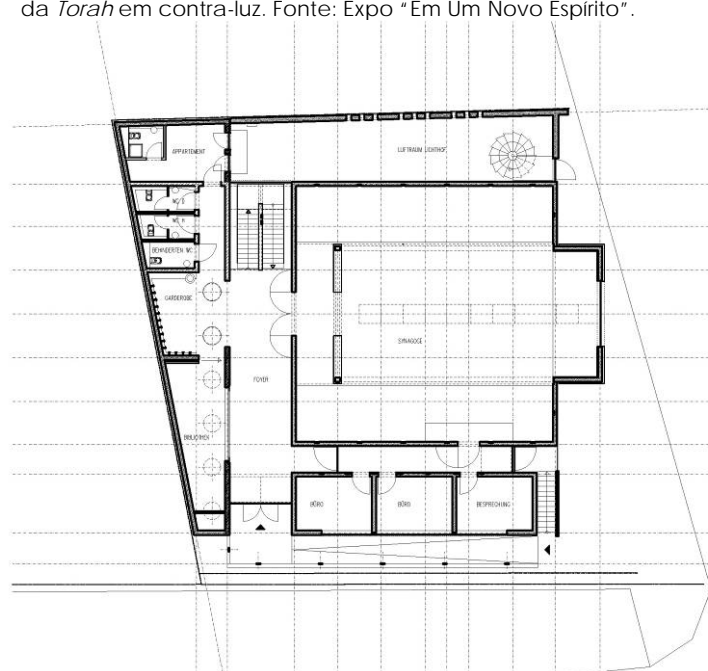 da Torah em contra-luz. Fonte: Expo “Em Um Novo Espírito”.
APPARTEMENT
LUFTRAUM LICHTHOF
WC D
WC H
BEHINDERTEN WC
GARDEROBE
SYNAGOGE
FOYER
BIBLIOTHEK
BÜRO
BÜRO
BESPRECHUNG